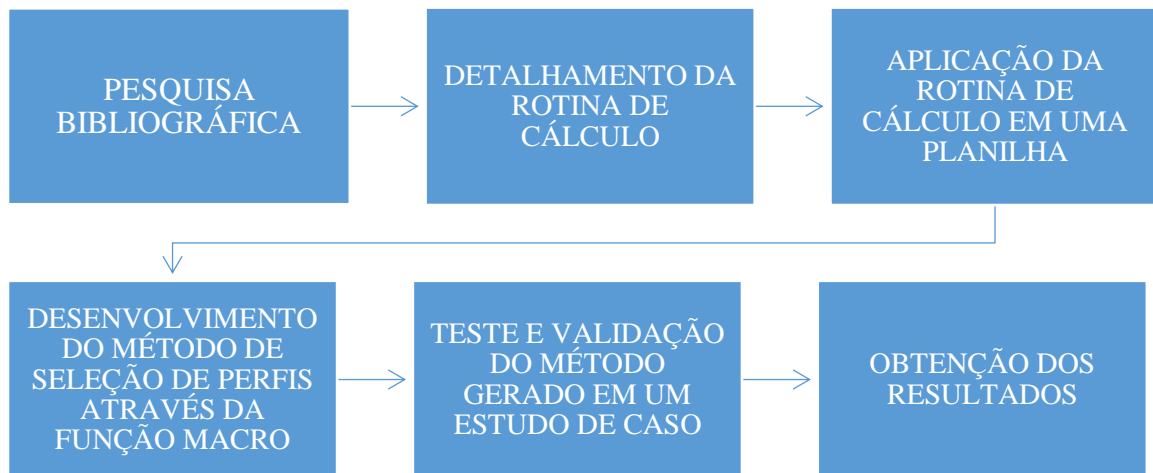 PESQUISA
BIBLIOGRÁFICA
DETALHAMENTO DA
ROTINA DE
CÁLCULO
APLICAÇÃO DA
ROTINA DE
CÁLCULO EM UMA
PLANILHA
DESENVOLVIMENTO
DO MÉTODO DE
SELEÇÃO DE PERFIS
ATRAVÉS DA
FUNÇÃO MACRO
TESTE E VALIDAÇÃO
DO MÉTODO
GERADO EM UM
ESTUDO DE CASO
OBTENÇÃO DOS
RESULTADOS